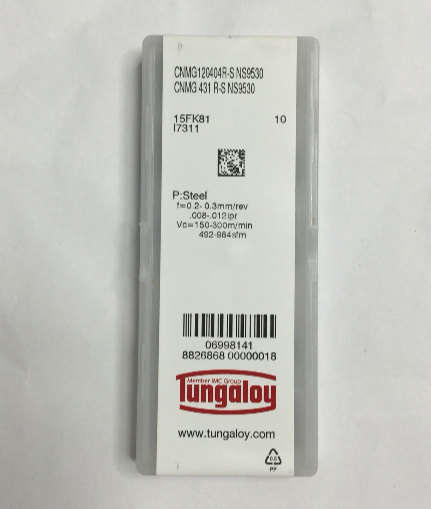 CNMG120404R-S NS9530
CNMG 431 R-S NS9530
15FK81 10
I7311
P:Steel
f=0.2-0.3mm/rev
.008-.012ipr
Vc=150-300m/min
492-984sfm
06998141
8826868 00000018
Member IMC Group
Tungaloy
www.tungaloy.com
PP